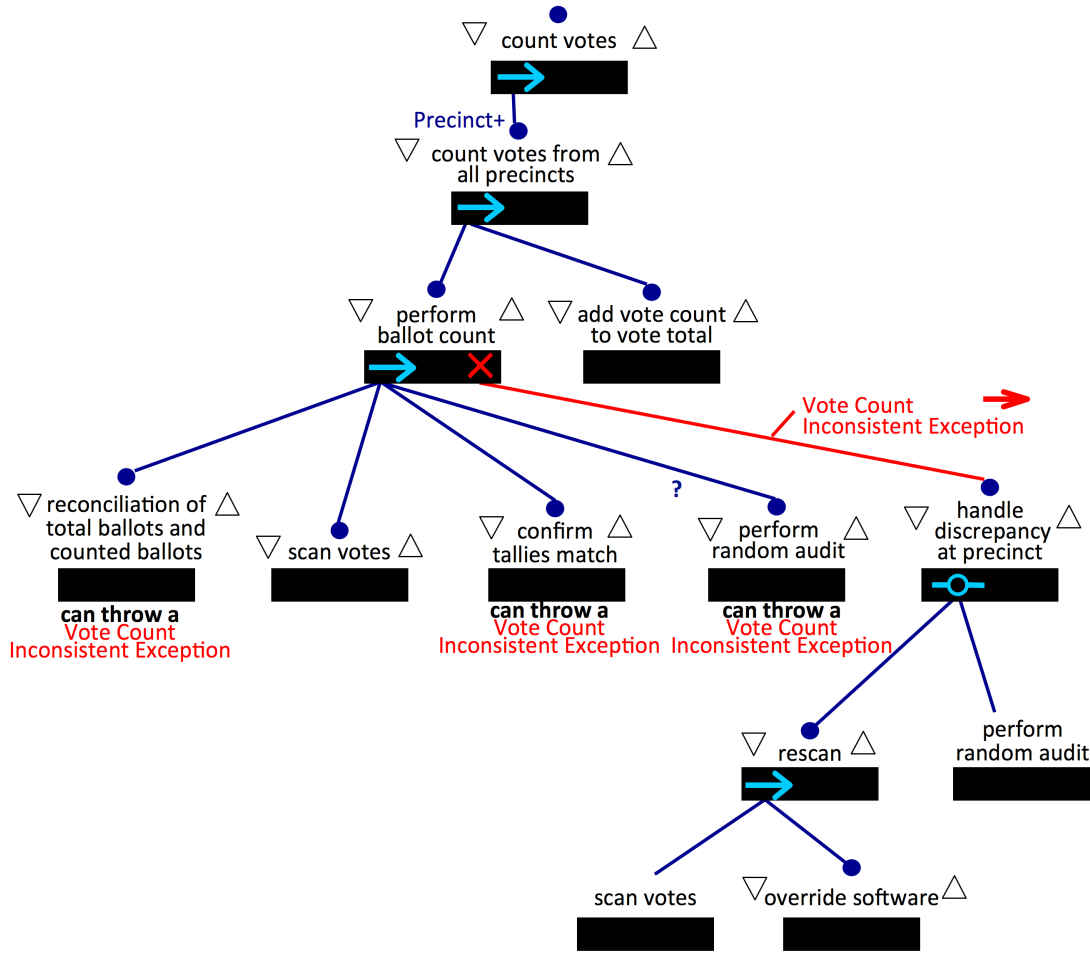 count votes
Precinct+
count votes from
all precincts
perform
ballot count
add vote count
to vote total
Vote Count
Inconsistent Exception
?
reconciliation of
total ballots and
counted ballots
can throw a
Vote Count
Inconsistent Exception
scan votes
confirm
tallies match
can throw a
Vote Count
Inconsistent Exception
perform
random audit
can throw a
Vote Count
Inconsistent Exception
handle
discrepancy
at precinct
rescan
perform
random audit
scan votes
override software